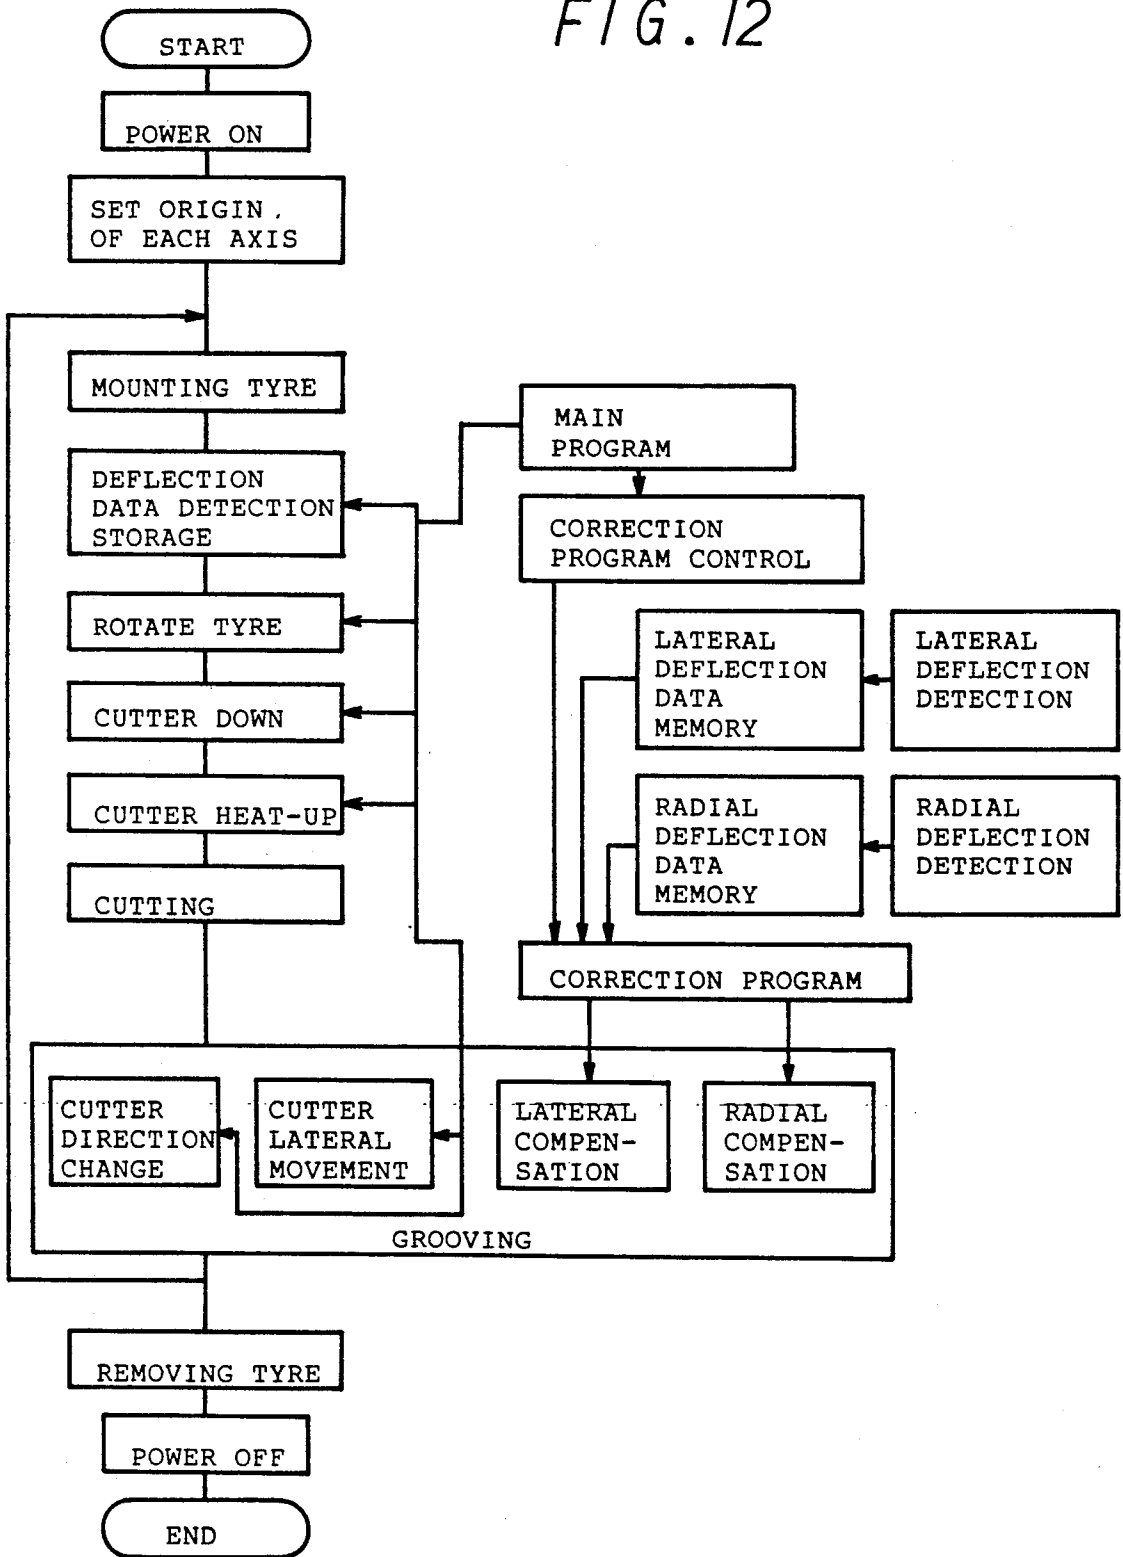 FIG. 12
START
POWER ON
SET ORIGIN.
OF EACH AXIS
MOUNTING TYRE
DEFLECTION
DATA DETECTION
STORAGE
ROTATE TYRE
CUTTER DOWN
CUTTER HEAT-UP
CUTTING
MAIN
PROGRAM
CORRECTION
PROGRAM CONTROL
LATERAL
DEFLECTION
DATA
MEMORY
LATERAL
DEFLECTION
DETECTION
RADIAL
DEFLECTION
DATA
MEMORY
RADIAL
DEFLECTION
DETECTION
CORRECTION PROGRAM
CUTTER
DIRECTION
CHANGE
CUTTER
LATERAL
MOVEMENT
LATERAL
COMPEN-
SATION
RADIAL
COMPEN-
SATION
GROOVING
REMOVING TYRE
POWER OFF
END